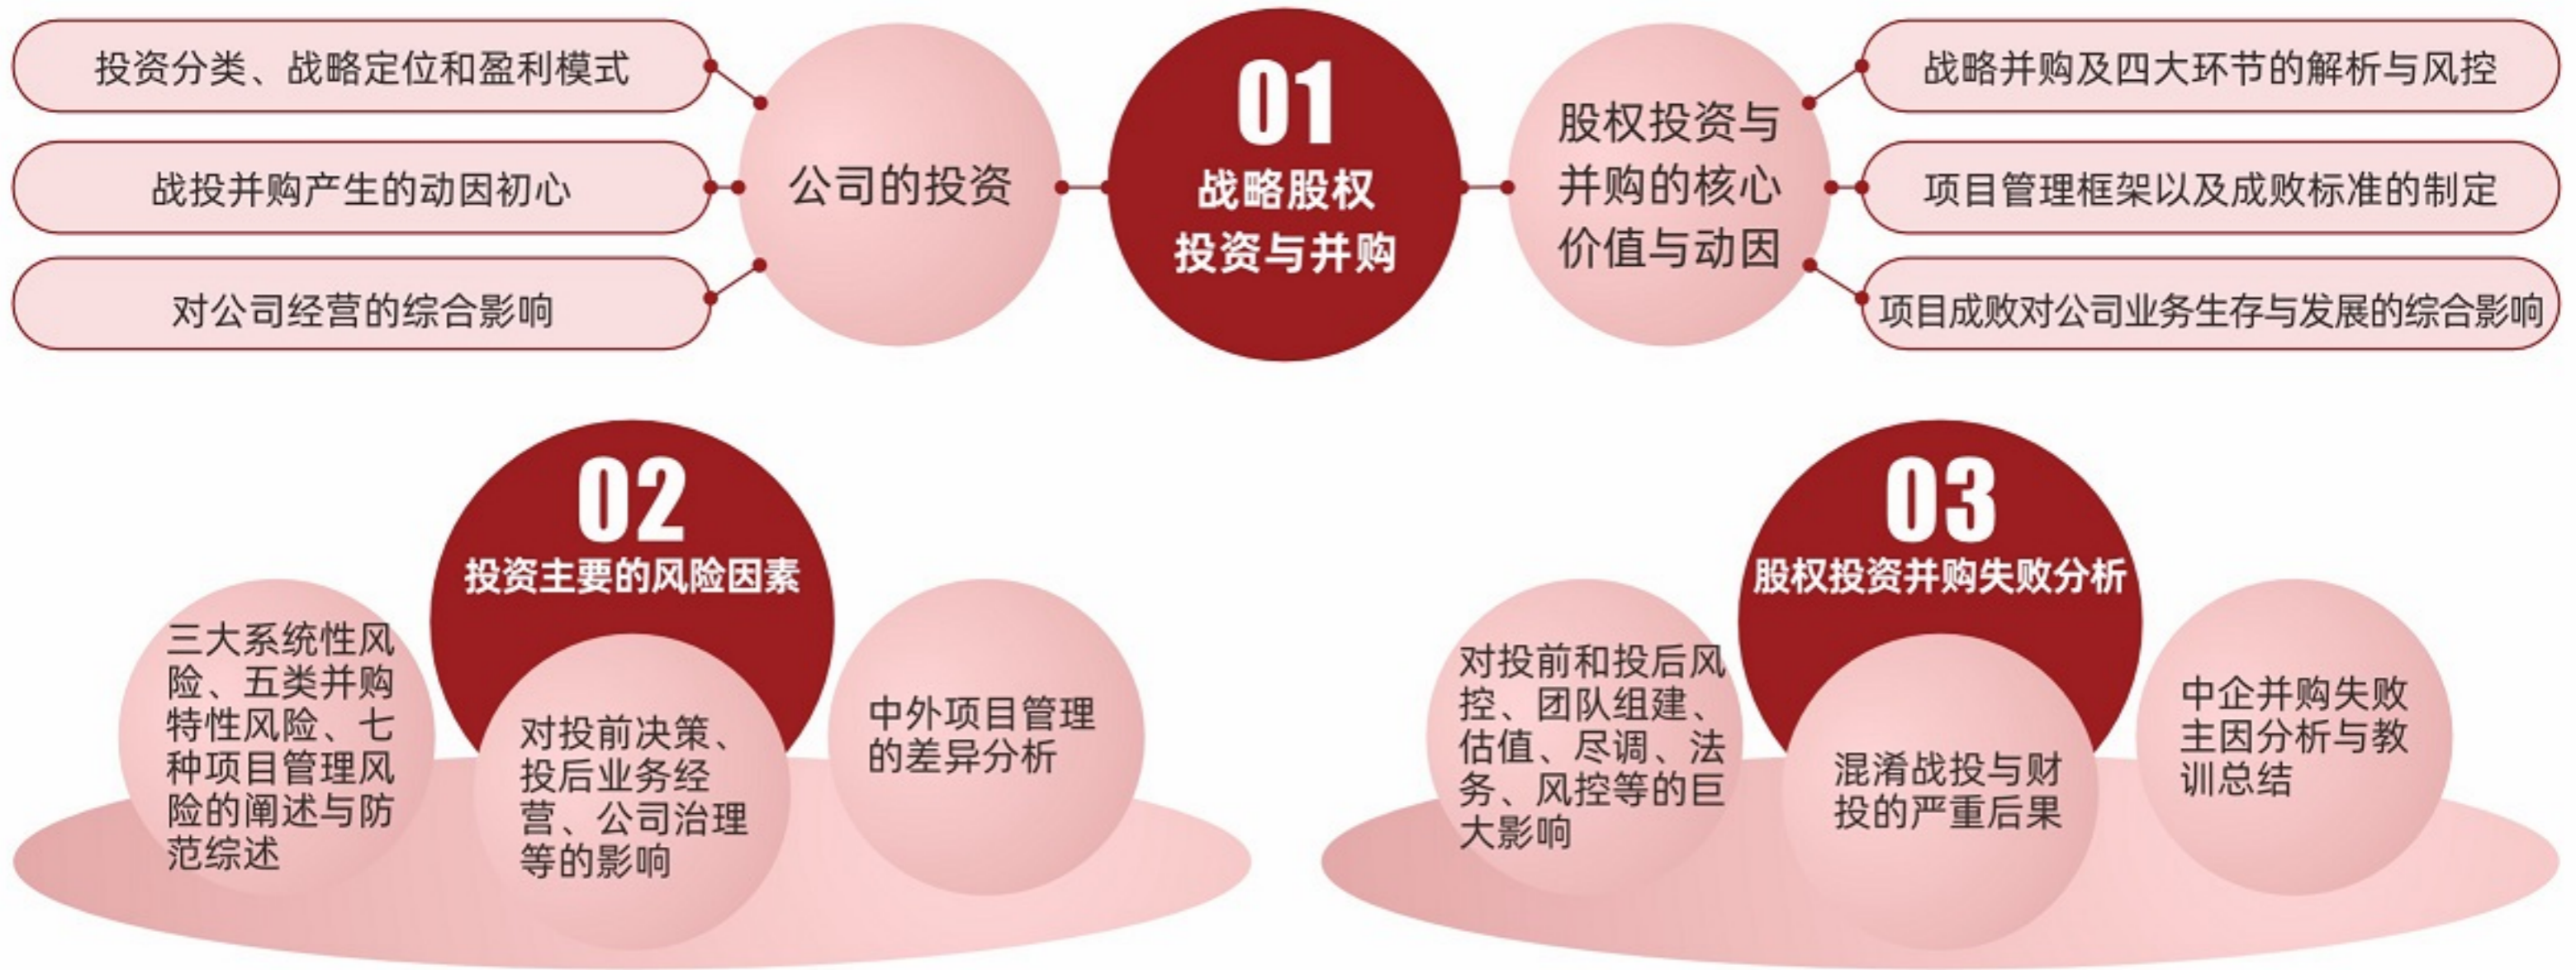 投资分类、战略定位和盈利模式
战投并购产生的动因初心
对公司经营的综合影响
公司的投资
01
战略股权
投资与并购
股权投资与
并购的核心
价值与动因
战略并购及四大环节的解析与风控
项目管理框架以及成败标准的制定
项目成败对公司业务生存与发展的综合影响
02
投资主要的风险因素
三大系统性风
险、五类并购
特性风险、七
种项目管理风
险的阐述与防
范综述
对投前决策、
投后业务经
营、公司治理
等的影响
中外项目管理
的差异分析
03
股权投资并购失败分析
对投前和投后风
控、团队组建、
估值、尽调、法
务、风控等的巨
大影响
混淆战投与财
投的严重后果
中企并购失败
主因分析与教
训总结